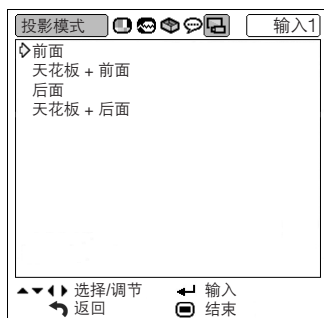 投影模式 输入1
前面
天花板 + 前面
后面
天花板 + 后面
选择/调节 输入
返回 结束